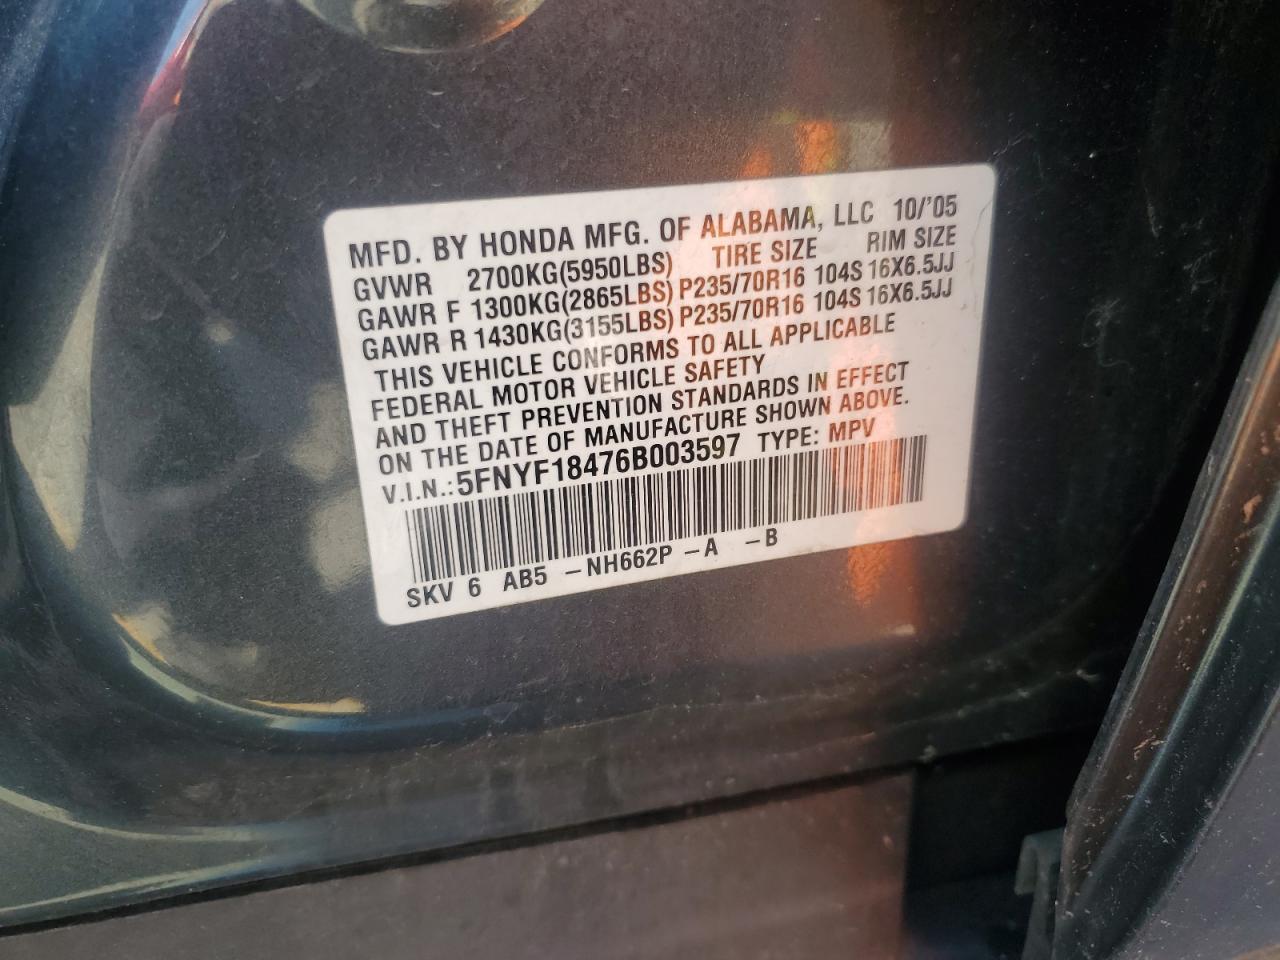 MFD. BY HONDA MFG. OF ALABAMA, LLC 10/'05
GVWR 2700KG(5950LBS) TIRE SIZE RIM SIZE
GAWR F 1300KG(2865LBS) P235/70R16 104S 16X6.5JJ
GAWR R 1430KG(3155LBS) P235/70R16 104S 16X6.5JJ
THIS VEHICLE CONFORMS TO ALL APPLICABLE
FEDERAL MOTOR VEHICLE SAFETY
AND THEFT PREVENTION STANDARDS IN EFFECT
ON THE DATE OF MANUFACTURE SHOWN ABOVE.
V.I.N.: 5FNYF18476B003597 TYPE: MPV
SKV 6 AB5 -NH662P -A -B